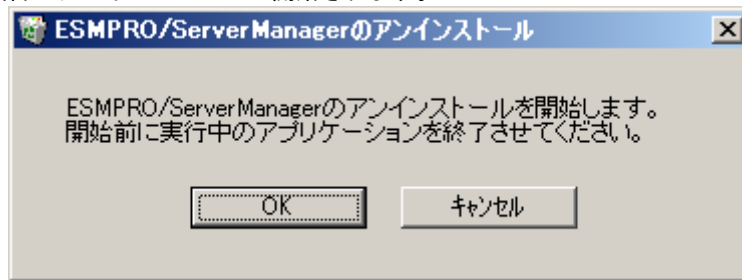 ESMPRO/ServerManagerのアンインストール
ESMPRO/ServerManagerのアンインストールを開始します。
開始前に実行中のアプリケーションを終了させてください。
OK
キャンセル